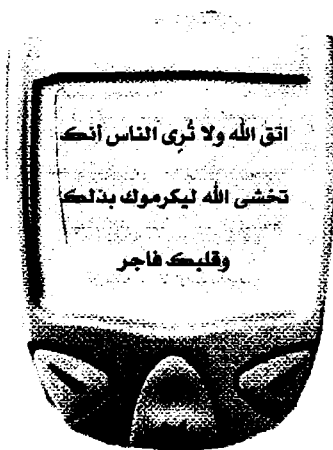 اتق الله ولا تُرِى الناس أنك
تخشى الله ليكرموك بذلك
وقلبك فاجر